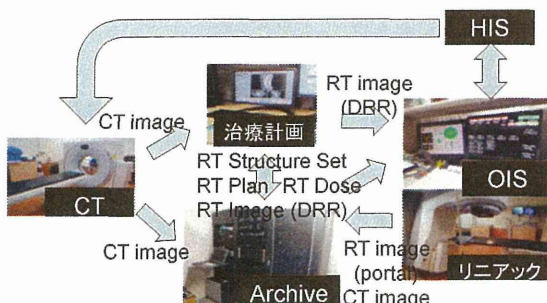 HIS
RT image
(DRR)
CT image
治療計画
RT Structure Set
RT Plan RT Dose
RT Image (DRR)
OIS
CT
CT image
RT image
(portal)
CT image
リニアック
Archive